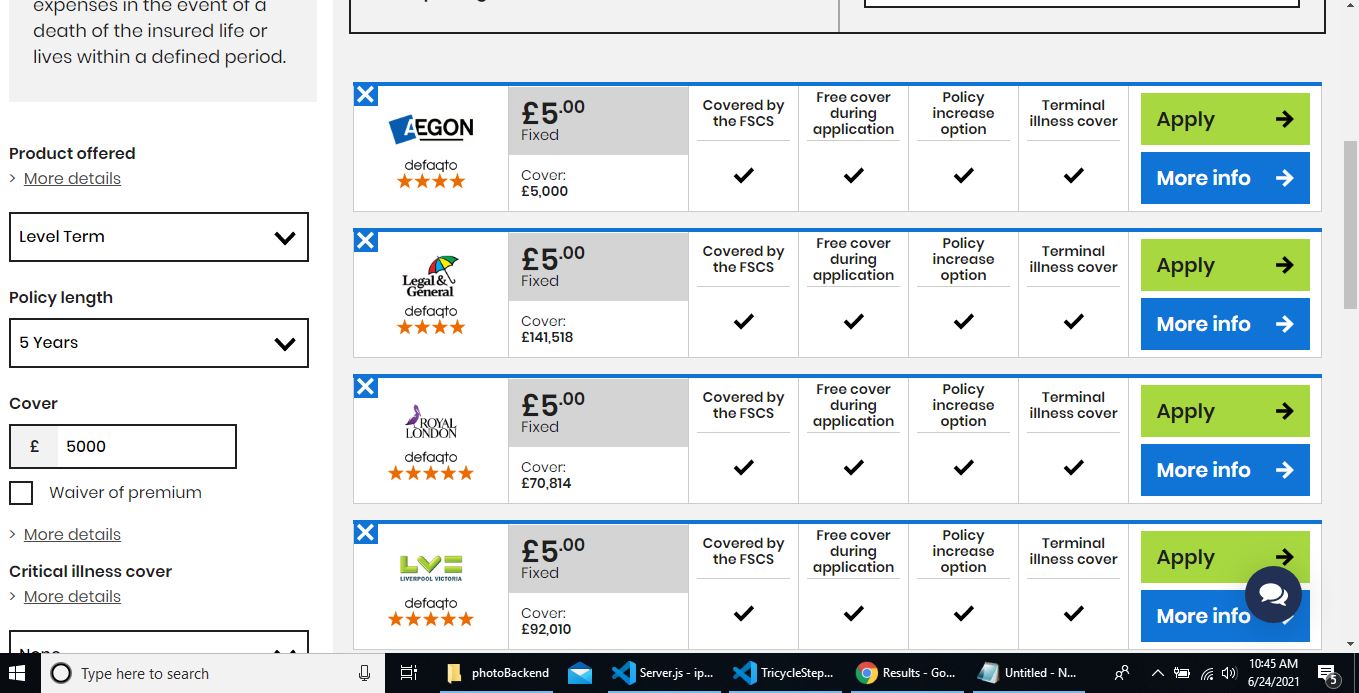 expenses in the event of a
death of the insured life or
lives within a defined period.
Product offered
> More details
Level Term
Policy length
5 Years
Cover
£ 5000
Waiver of premium
> More details
Critical illness cover
> More details
AEGON
defaqto
£5.00
Fixed
Cover:
£5,000
Covered by
the FSCS
Free cover
during
application
Policy
increase
option
Terminal
illness cover
Apply
More info
Legal &
General
defaqto
£5.00
Fixed
Cover:
£141,518
Covered by
the FSCS
Free cover
during
application
Policy
increase
option
Terminal
illness cover
Apply
More info
ROYAL
LONDON
defaqto
£5.00
Fixed
Cover:
£70,814
Covered by
the FSCS
Free cover
during
application
Policy
increase
option
Terminal
illness cover
Apply
More info
LV=
LIVERPOOL VICTORIA
defaqto
£5.00
Fixed
Cover:
£92,010
Covered by
the FSCS
Free cover
during
application
Policy
increase
option
Terminal
illness cover
Apply
More info
Type here to search
photoBackend
Server.js - ip...
TricycleStep...
Results - Go...
Untitled - N...
10:45 AM
6/24/2021
5